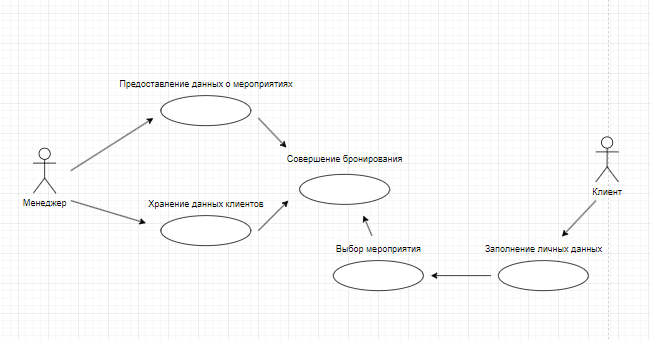 Предоставление данных о мероприятиях
Совершение бронирования
Менеджер
Клиент
Хранение данных клиентов
Выбор мероприятия
Заполнение личных данных